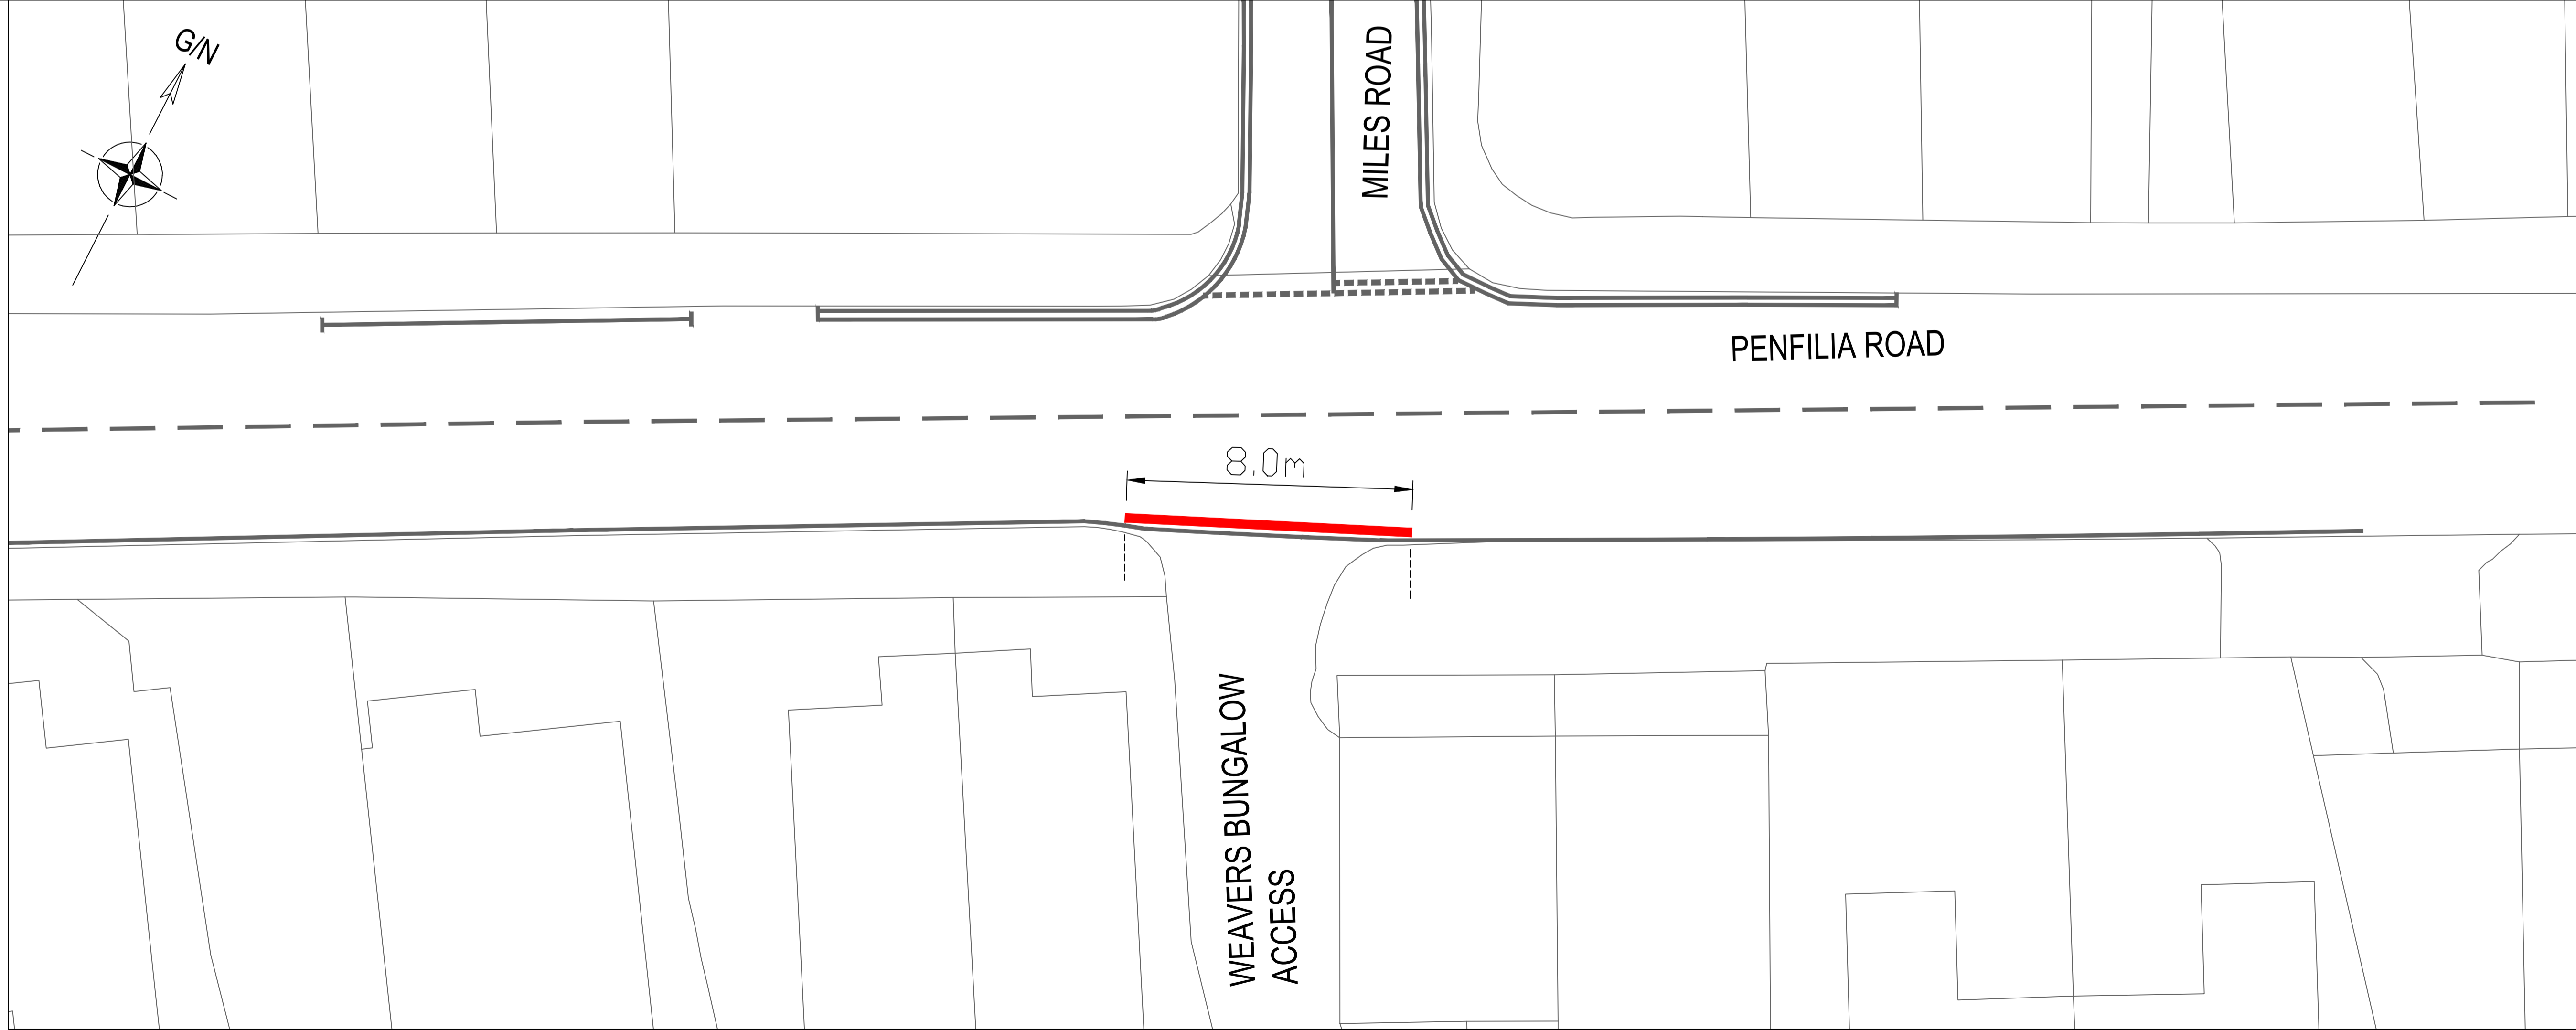 G/N
MILES ROAD
PENFILIA ROAD
8.0m
WEAVERS BUNGALOW
ACCESS